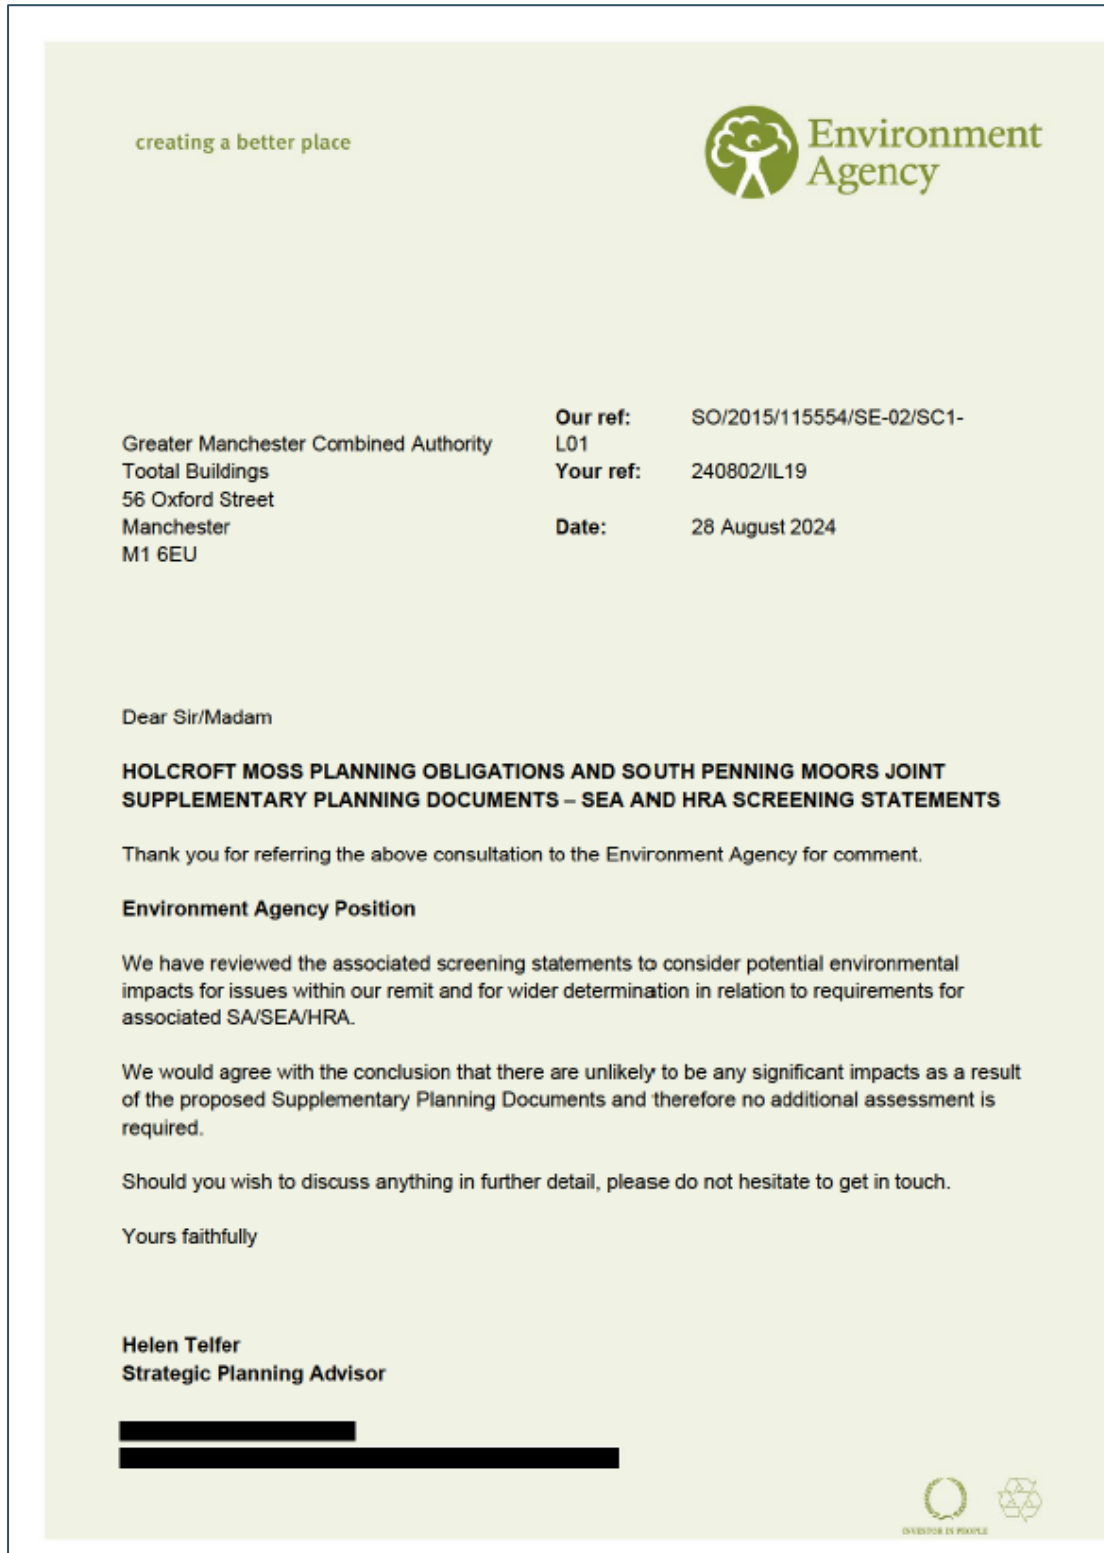 creating a better place
Environment
Agency
Greater Manchester Combined Authority
Tootal Buildings
56 Oxford Street
Manchester
M1 6EU
Our ref: SO/2015/115554/SE-02/SC1-
L01
Your ref: 240802/IL19
Date: 28 August 2024
Dear Sir/Madam
HOLCROFT MOSS PLANNING OBLIGATIONS AND SOUTH PENNING MOORS JOINT
SUPPLEMENTARY PLANNING DOCUMENTS – SEA AND HRA SCREENING STATEMENTS
Thank you for referring the above consultation to the Environment Agency for comment.
Environment Agency Position
We have reviewed the associated screening statements to consider potential environmental
impacts for issues within our remit and for wider determination in relation to requirements for
associated SA/SEA/HRA.
We would agree with the conclusion that there are unlikely to be any significant impacts as a result
of the proposed Supplementary Planning Documents and therefore no additional assessment is
required.
Should you wish to discuss anything in further detail, please do not hesitate to get in touch.
Yours faithfully
Helen Telfer
Strategic Planning Advisor
INVESTOR IN PEOPLE